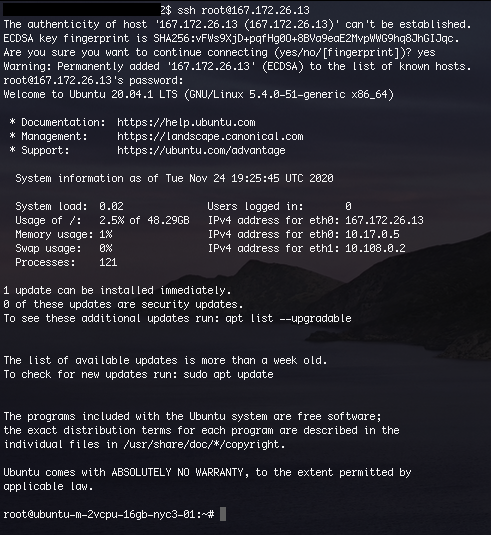 2$ ssh root@167.172.26.13
The authenticity of host '167.172.26.13 (167.172.26.13)' can't be established.
ECDSA key fingerprint is SHA256:vFWs9XjD+pqfHg0O+8BVa9eaE2MvpWWG9hq8JhGIJqc.
Are you sure you want to continue connecting (yes/no/[fingerprint])? yes
Warning: Permanently added '167.172.26.13' (ECDSA) to the list of known hosts.
root@167.172.26.13's password:
Welcome to Ubuntu 20.04.1 LTS (GNU/Linux 5.4.0-51-generic x86_64)
* Documentation: https://help.ubuntu.com
* Management: https://landscape.canonical.com
* Support: https://ubuntu.com/advantage
System information as of Tue Nov 24 19:25:45 UTC 2020
System load: 0.02 Users logged in: 0
Usage of /: 2.5% of 48.29GB IPv4 address for eth0: 167.172.26.13
Memory usage: 1% IPv4 address for eth0: 10.17.0.5
Swap usage: 0% IPv4 address for eth1: 10.108.0.2
Processes: 121
1 update can be installed immediately.
0 of these updates are security updates.
To see these additional updates run: apt list --upgradable
The list of available updates is more than a week old.
To check for new updates run: sudo apt update
The programs included with the Ubuntu system are free software;
the exact distribution terms for each program are described in the
individual files in /usr/share/doc/*/copyright.
Ubuntu comes with ABSOLUTELY NO WARRANTY, to the extent permitted by
applicable law.
root@ubuntu-m-2vcpu-16gb-nyc3-01:~#